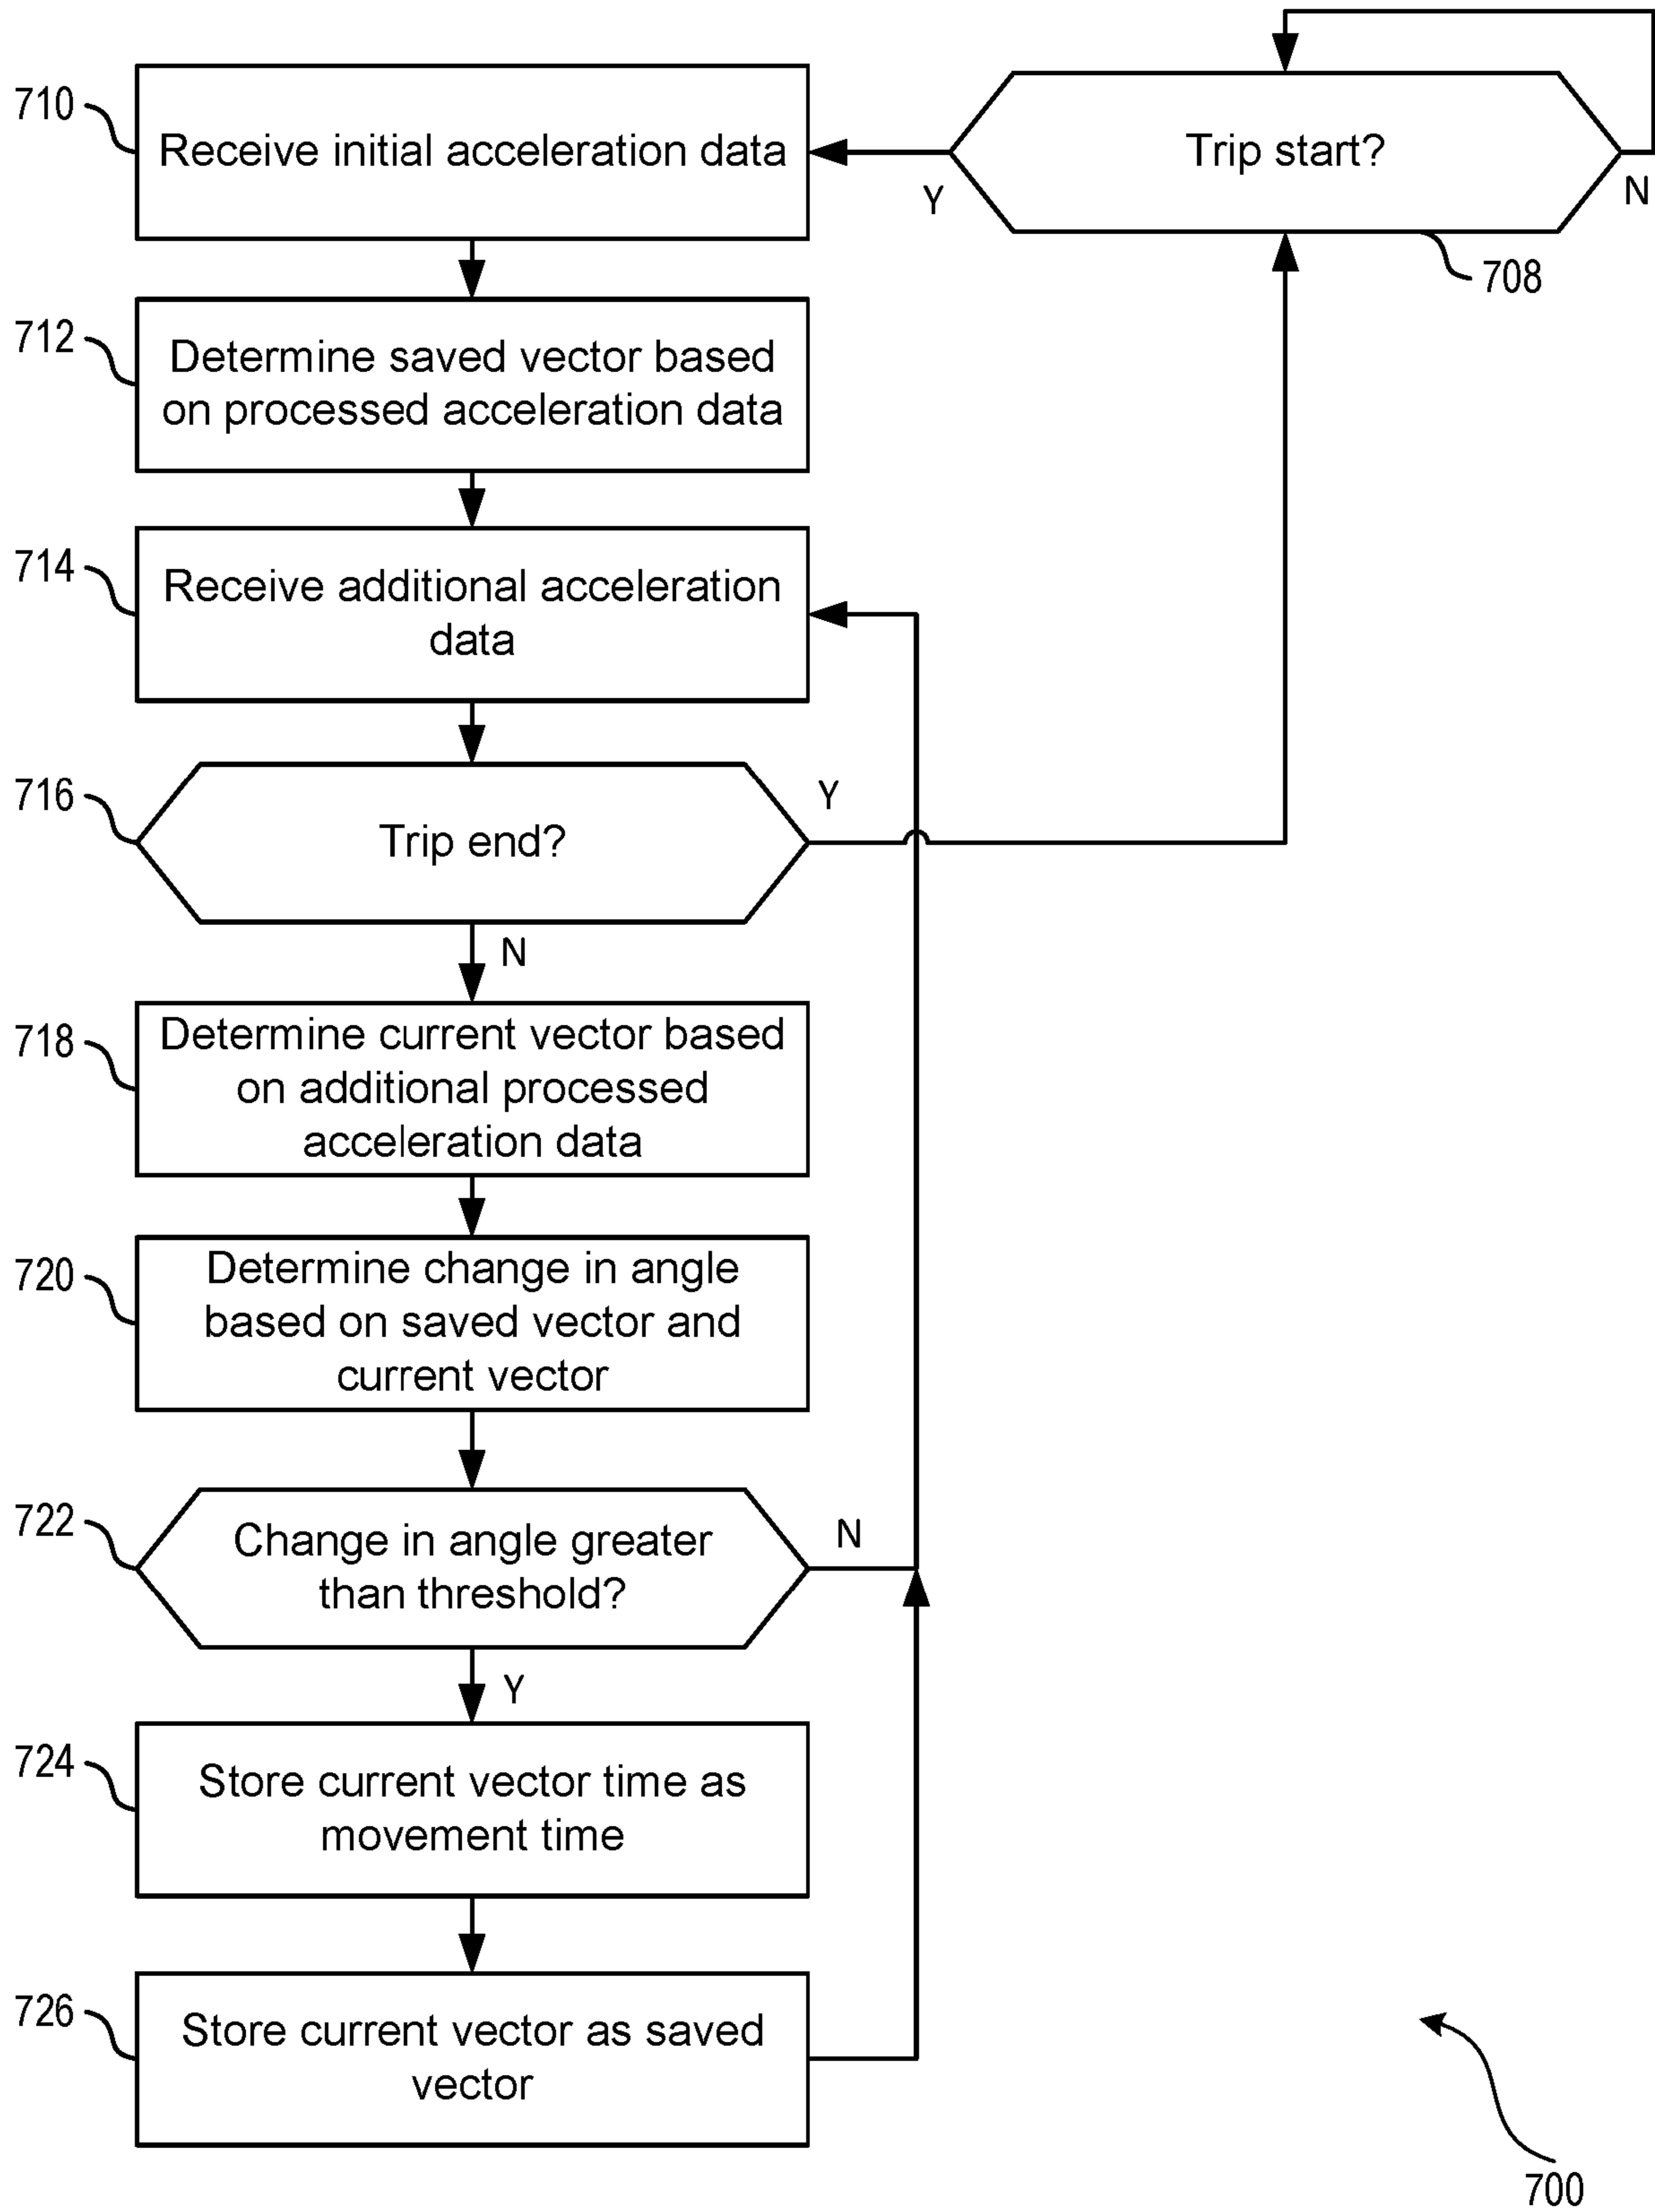 710
Receive initial acceleration data
Trip start?
Y
N
708
712
Determine saved vector based
on processed acceleration data
714
Receive additional acceleration
data
716
Trip end?
Y
N
718
Determine current vector based
on additional processed
acceleration data
720
Determine change in angle
based on saved vector and
current vector
722
Change in angle greater
than threshold?
N
Y
724
Store current vector time as
movement time
726
Store current vector as saved
vector
700